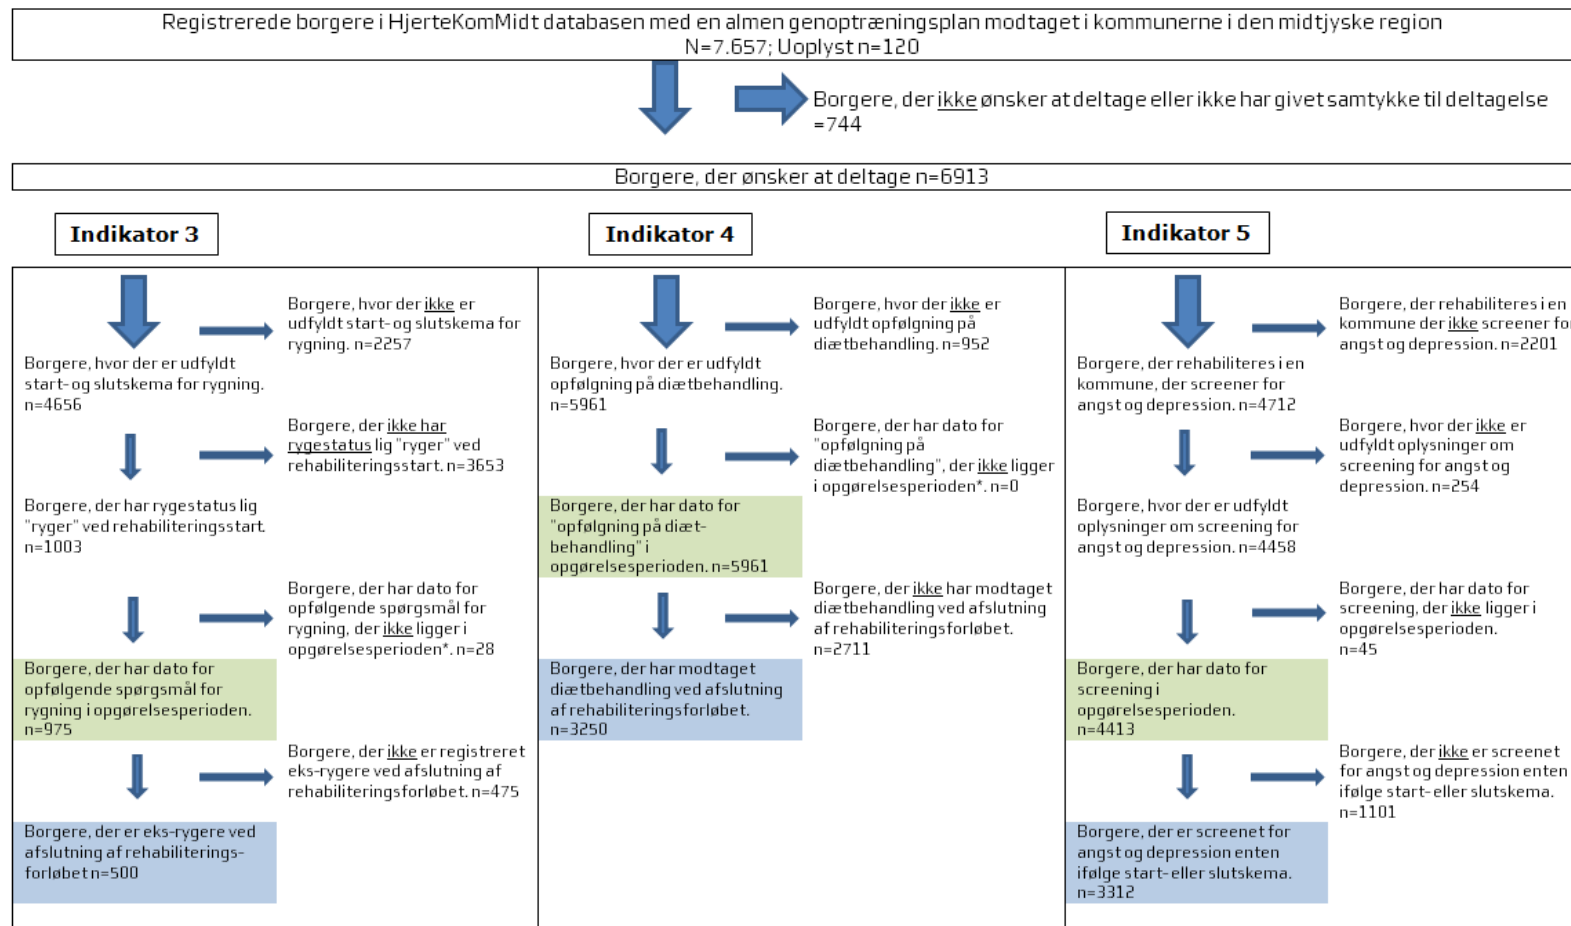 Registrerede borgere i HjerteKomMidt databasen med en almen genoptræningsplan modtaget i kommunerne i den midtjyske region
N=7.657; Uoplyst n=120
Borgere, der ikke ønsker at deltage eller ikke har givet samtykke til deltagelse
=744
Borgere, der ønsker at deltage n=6913
Indikator 3
Borgere, hvor der ikke er
udfyldt start- og slutskema for
rygning. n=2257
Borgere, hvor der er udfyldt
start- og slutskema for rygning.
n=4656
Borgere, der ikke har
rygestatus lig "ryger" ved
rehabiliteringsstart. n=3653
Borgere, der har rygestatus lig
"ryger" ved rehabiliteringsstart.
n=1003
Borgere, der har dato for
opfølgende spørgsmål for
rygning, der ikke ligger i
opgørelsesperioden*. n=28
Borgere, der har dato for
opfølgende spørgsmål for
rygning i opgørelsesperioden.
n=975
Borgere, der ikke er registreret
eks-rygere ved afslutning af
rehabiliteringsforløbet. n=475
Borgere, der er eks-rygere ved
afslutning af rehabiliterings-
forløbet n=500
Indikator 4
Borgere, hvor der ikke er
udfyldt opfølgning på
diætbehandling. n=952
Borgere, hvor der er udfyldt
opfølgning på diætbehandling.
n=5961
Borgere, der har dato for
"opfølgning på
diætbehandling", der ikke ligger
i opgørelsesperioden*. n=0
Borgere, der har dato for
"opfølgning på diæt-
behandling" i
opgørelsesperioden. n=5961
Borgere, der ikke har modtaget
diætbehandling ved afslutning
af rehabiliteringsforløbet.
n=2711
Borgere, der har modtaget
diætbehandling ved afslutning
af rehabiliteringsforløbet.
n=3250
Indikator 5
Borgere, der rehabiliteres i en
kommune der ikke screener for
angst og depression. n=2201
Borgere, der rehabiliteres i en
kommune, der screener for
angst og depression. n=4712
Borgere, hvor der ikke er
udfyldt oplysninger om
screening for angst og
depression. n=254
Borgere, hvor der er udfyldt
oplysninger om screening for
angst og depression. n=4458
Borgere, der har dato for
screening, der ikke ligger i
opgørelsesperioden.
n=45
Borgere, der har dato for
screening i
opgørelsesperioden.
n=4413
Borgere, der ikke er screenet
for angst og depression enten
ifølge start- eller slutskema.
n=1101
Borgere, der er screenet for
angst og depression enten
ifølge start- eller slutskema.
n=3312